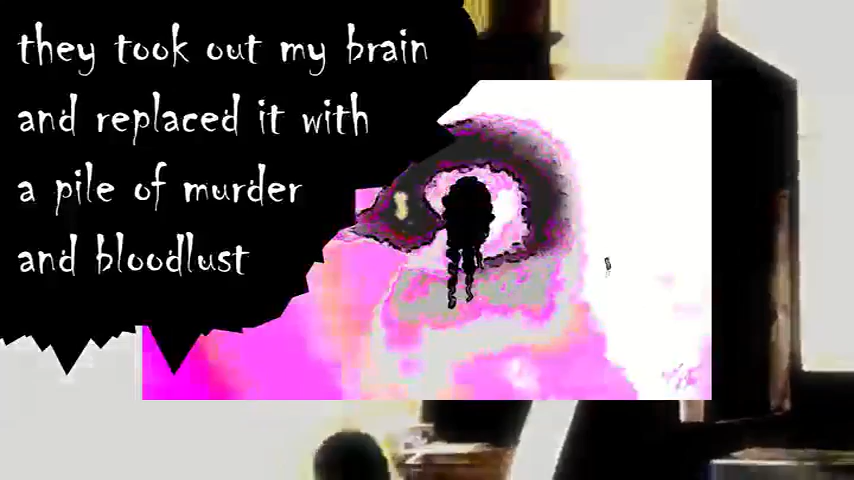 they took out my brain
and replaced it with
a pile of murder
and bloodlust